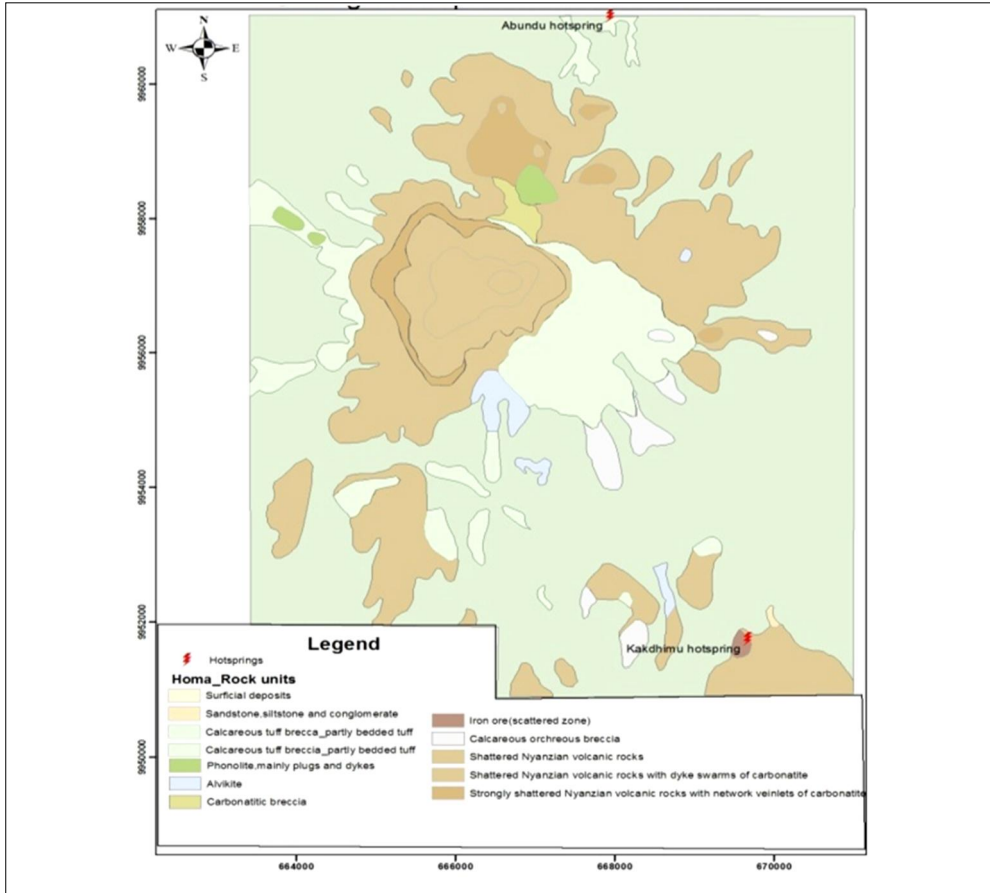 N
W E
S
Abundu hotspring
9960000
9958000
9956000
9954000
9952000
9950000
Kakdhimu hotspring
Legend
Hotsprings
Homa_Rock units
Surficial deposits
Sandstone,siltstone and conglomerate
Calcareous tuff brecca_partly bedded tuff
Calcareous tuff breccia_partly bedded tuff
Phonolite,mainly plugs and dykes
Alvikite
Carbonatitic breccia
Iron ore(scattered zone)
Calcareous orchreous breccia
Shattered Nyanzian volcanic rocks
Shattered Nyanzian volcanic rocks with dyke swarms of carbonatite
Strongly shattered Nyanzian volcanic rocks with network veinlets of carbonatite
664000 666000 668000 670000